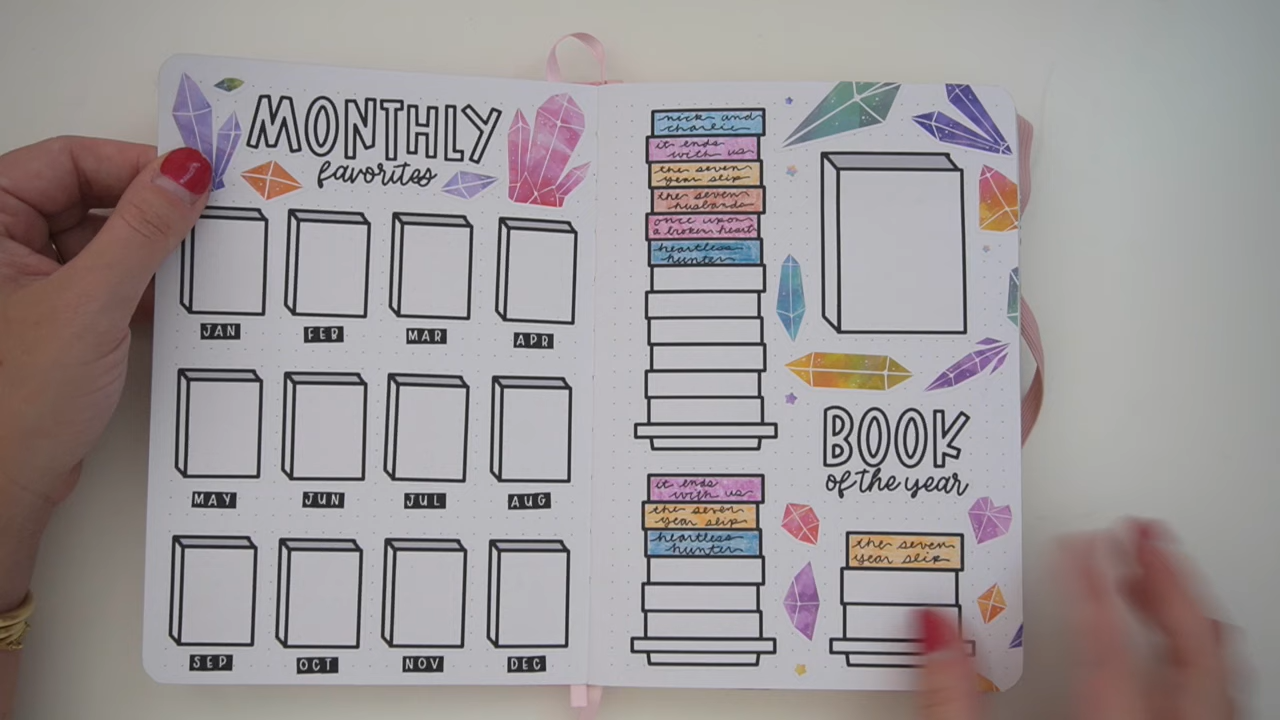 MONTHLY
favorites
JAN FEB MAR APR
MAY JUN JUL AUG
SEP OCT NOV DEC
nick and
charlie
it ends
with us
the seven
year slip
the seven
husbands
once upon
a broken heart
heartless
hunter
it ends
with us
the seven
year slip
heartless
hunter
BOOK
of the year
the seven
year slip